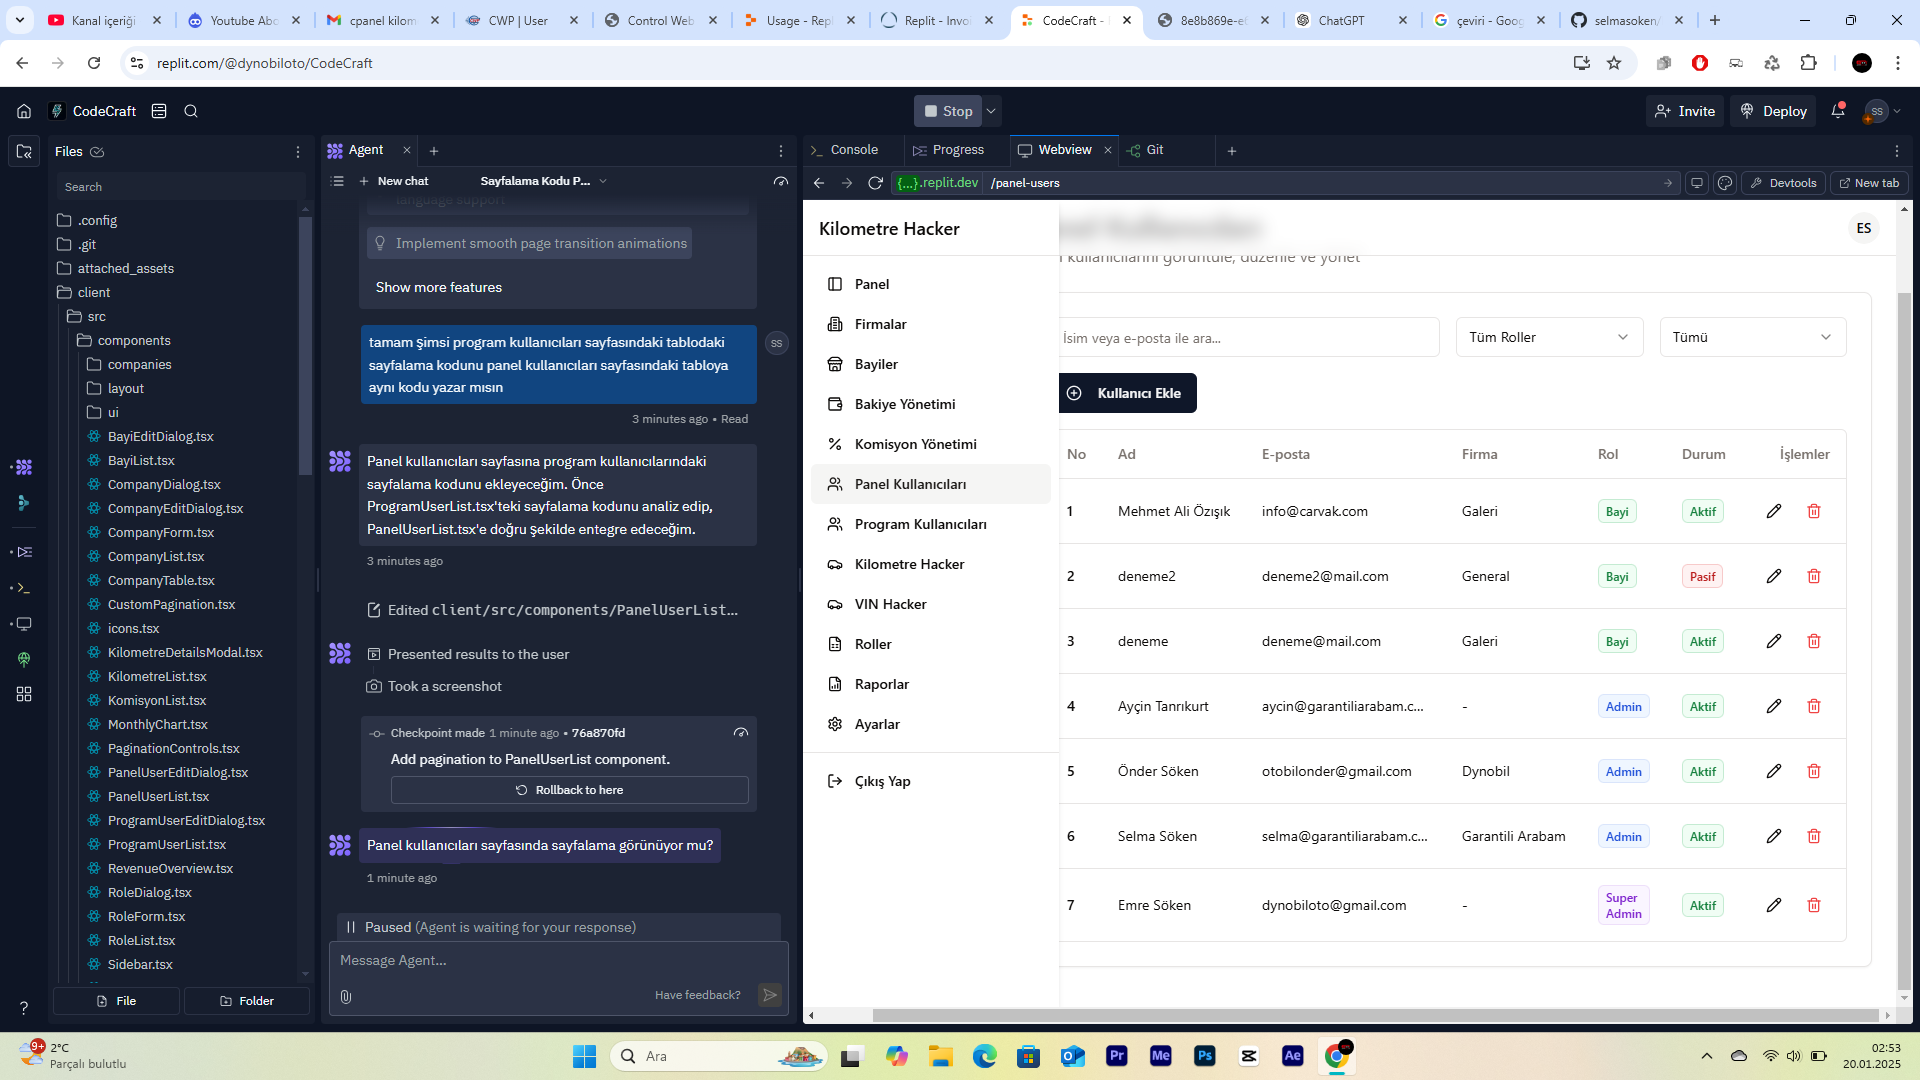 Kanal içeriği
Youtube Abo
cpanel kilom
CWP | User
Control Web
Usage - Repl
Replit - Invo
CodeCraft -
8e8b869e-e6
ChatGPT
çeviri - Goog
selmasoken/
replit.com/@dynobiloto/CodeCraft
CodeCraft
Stop
Invite
Deploy
SS
Files
Search
.config
.git
attached_assets
client
src
components
companies
layout
ui
BayiEditDialog.tsx
BayiList.tsx
CompanyDialog.tsx
CompanyEditDialog.tsx
CompanyForm.tsx
CompanyList.tsx
CompanyTable.tsx
CustomPagination.tsx
icons.tsx
KilometreDetailsModal.tsx
KilometreList.tsx
KomisyonList.tsx
MonthlyChart.tsx
PaginationControls.tsx
PanelUserEditDialog.tsx
PanelUserList.tsx
ProgramUserEditDialog.tsx
ProgramUserList.tsx
RevenueOverview.tsx
RoleDialog.tsx
RoleForm.tsx
RoleList.tsx
Sidebar.tsx
File
Folder
Agent
New chat
Sayfalama Kodu P...
language support
Implement smooth page transition animations
Show more features
tamam şimsi program kullanıcıları sayfasındaki tablodaki
sayfalama kodunu panel kullanıcıları sayfasındaki tabloya
aynı kodu yazar mısın
SS
3 minutes ago • Read
Panel kullanıcıları sayfasına program kullanıcılarındaki
sayfalama kodunu ekleyeceğim. Önce
ProgramUserList.tsx'teki sayfalama kodunu analiz edip,
PanelUserList.tsx'e doğru şekilde entegre edeceğim.
3 minutes ago
Edited client/src/components/PanelUserList...
Presented results to the user
Took a screenshot
Checkpoint made 1 minute ago • 76a870fd
Add pagination to PanelUserList component.
Rollback to here
Panel kullanıcıları sayfasında sayfalama görünüyor mu?
1 minute ago
Paused (Agent is waiting for your response)
Message Agent...
Have feedback?
Console
Progress
Webview
Git
{...}.replit.dev
/panel-users
Devtools
New tab
Kilometre Hacker
Panel
Firmalar
Bayiler
Bakiye Yönetimi
Komisyon Yönetimi
Panel Kullanıcıları
Program Kullanıcıları
Kilometre Hacker
VIN Hacker
Roller
Raporlar
Ayarlar
Çıkış Yap
ES
kullanıcılarını görüntüle, düzenle ve yönet
İsim veya e-posta ile ara...
Tüm Roller
Tümü
Kullanıcı Ekle
No Ad E-posta Firma Rol Durum İşlemler
1 Mehmet Ali Özışık info@carvak.com Galeri Bayi Aktif
2 deneme2 deneme2@mail.com General Bayi Pasif
3 deneme deneme@mail.com Galeri Bayi Aktif
4 Ayçin Tanrıkurt aycin@garantiliarabam.c... - Admin Aktif
5 Önder Söken otobilonder@gmail.com Dynobil Admin Aktif
6 Selma Söken selma@garantiliarabam.c... Garantili Arabam Admin Aktif
7 Emre Söken dynobiloto@gmail.com - Super Admin Aktif
9+
2°C
Parçalı bulutlu
Ara
Pr
Me
Ps
Ae
02:53
20.01.2025